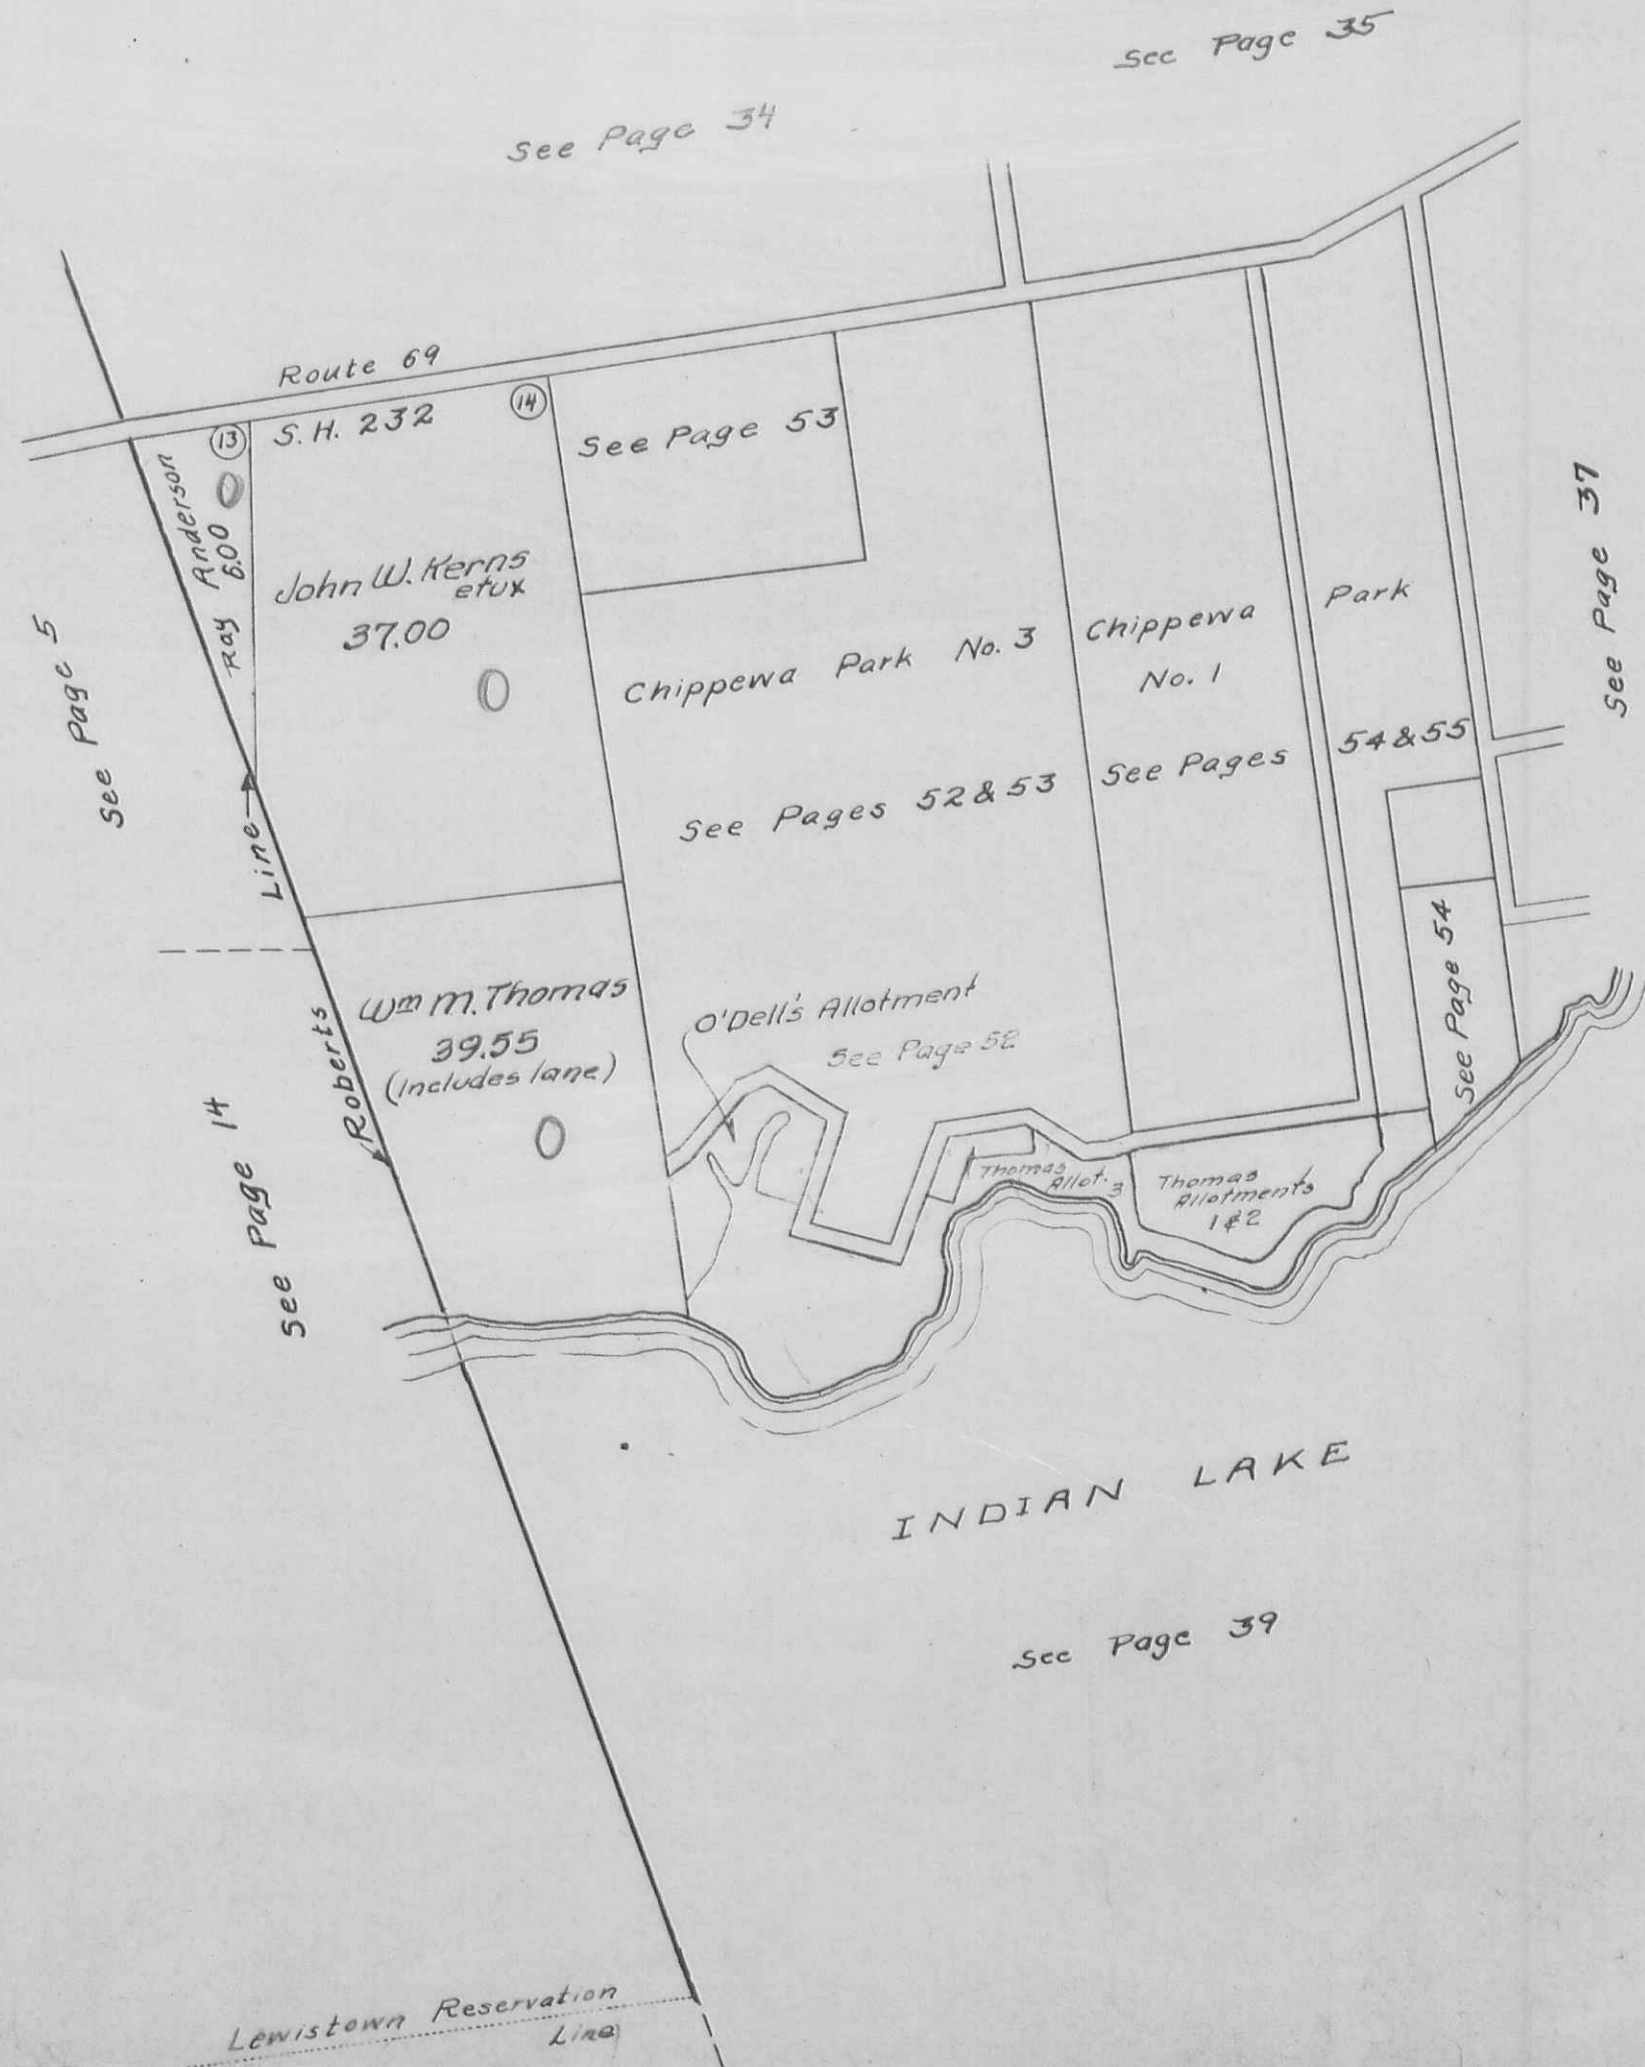 See Page 35
See Page 34
Route 69
S. H. 232
13
14
See Page 53
Ray Anderson
6.00
0
John W. Kerns
etux
37.00
0
See Page 5
See Page 37
Chippewa Park No. 3
Chippewa Park
No. 1
See Pages 52 & 53
See Pages 54 & 55
Line
Roberts
See Page 54
Wm M. Thomas
39.55
(Includes lane)
0
O'Dell's Allotment
See Page 52
See Page 14
Thomas
Allot. 3
Thomas
Allotments
1 & 2
INDIAN LAKE
See Page 39
Lewistown Reservation
Line